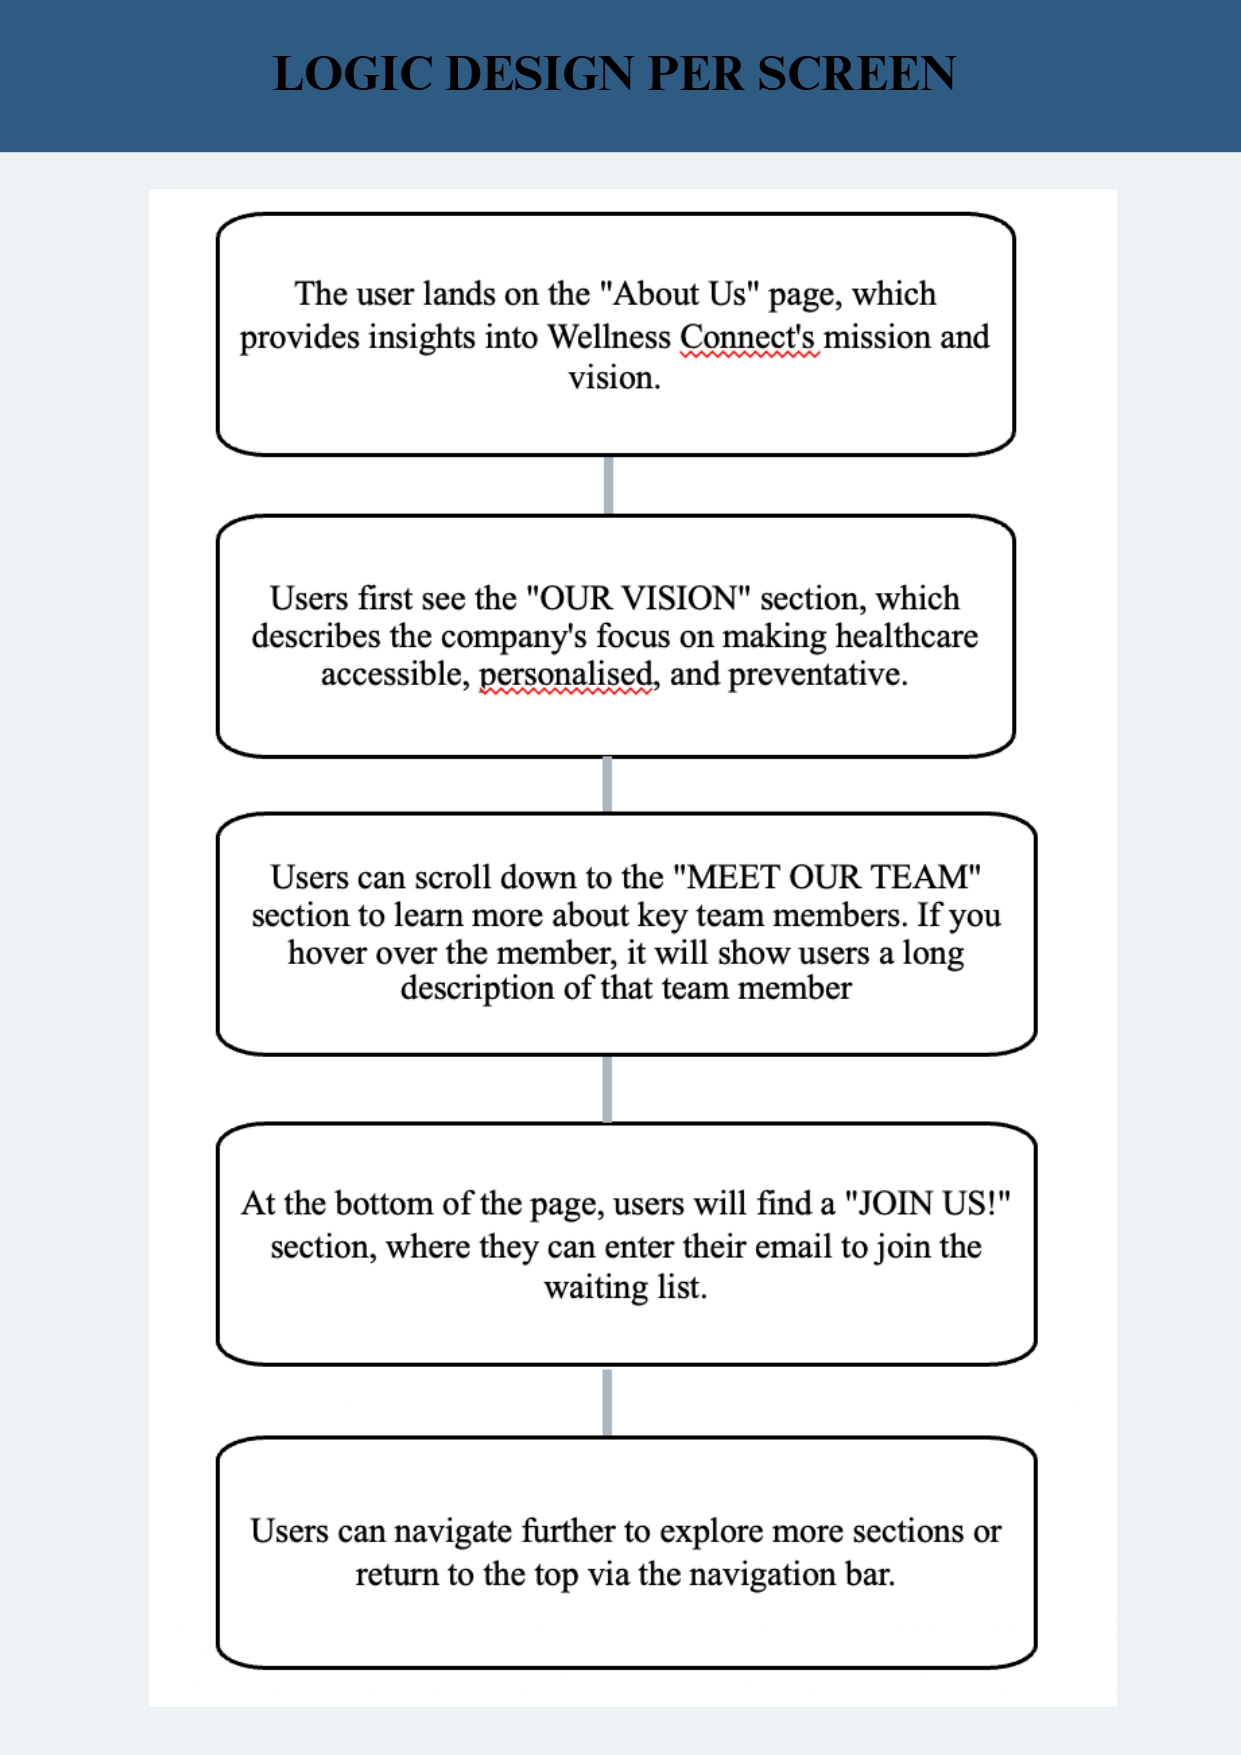 LOGIC DESIGN PER SCREEN
The user lands on the "About Us" page, which
provides insights into Wellness Connect's mission and
vision.
Users first see the "OUR VISION" section, which
describes the company's focus on making healthcare
accessible, personalised, and preventative.
Users can scroll down to the "MEET OUR TEAM"
section to learn more about key team members. If you
hover over the member, it will show users a long
description of that team member
At the bottom of the page, users will find a "JOIN US!"
section, where they can enter their email to join the
waiting list.
Users can navigate further to explore more sections or
return to the top via the navigation bar.